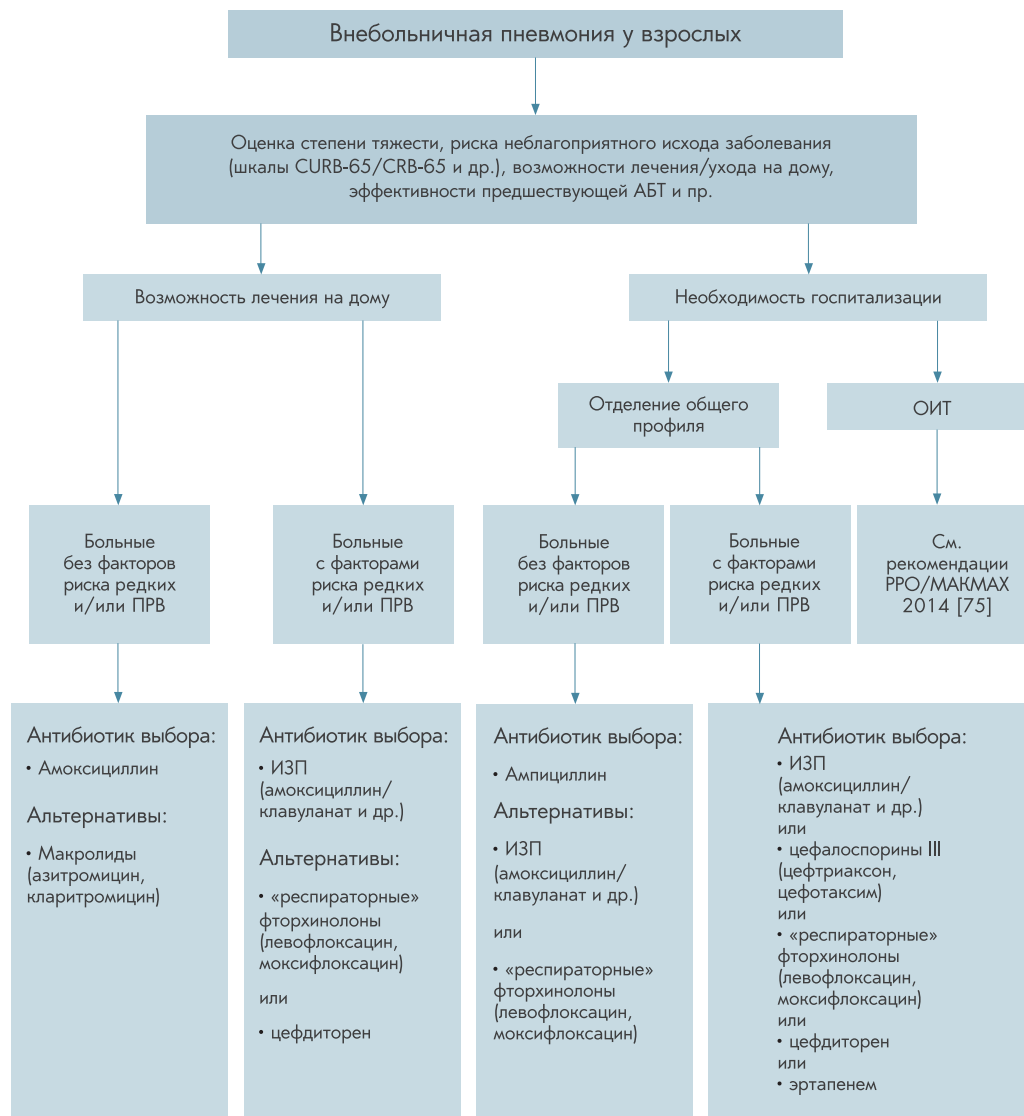 Внебольничная пневмония у взрослых
Оценка степени тяжести, риска неблагоприятного исхода заболевания
(шкалы CURB-65/CRB-65 и др.), возможности лечения/ухода на дому,
эффективности предшествующей АБТ и пр.
Возможность лечения на дому
Необходимость госпитализации
Отделение общего
профиля
ОИТ
Больные
без факторов
риска редких
и/или ПРВ
Больные
с факторами
риска редких
и/или ПРВ
Больные
без факторов
риска редких
и/или ПРВ
Больные
с факторами
риска редких
и/или ПРВ
См.
рекомендации
РРО/МАКМАХ
2014 [75]
Антибиотик выбора:
• Амоксициллин
Альтернативы:
• Макролиды
(азитромицин,
кларитромицин)
Антибиотик выбора:
• ИЗП
(амоксициллин/
клавуланат и др.)
Альтернативы:
• «респираторные»
фторхинолоны
(левофлоксацин,
моксифлоксацин)
или
• цефдиторен
Антибиотик выбора:
• Ампициллин
Альтернативы:
• ИЗП
(амоксициллин/
клавуланат и др.)
или
• «респираторные»
фторхинолоны
(левофлоксацин,
моксифлоксацин)
Антибиотик выбора:
• ИЗП
(амоксициллин/
клавуланат и др.)
или
• цефалоспорины III
(цефтриаксон,
цефотаксим)
или
• «респираторные»
фторхинолоны
(левофлоксацин,
моксифлоксацин)
или
• цефдиторен
или
• эртапенем